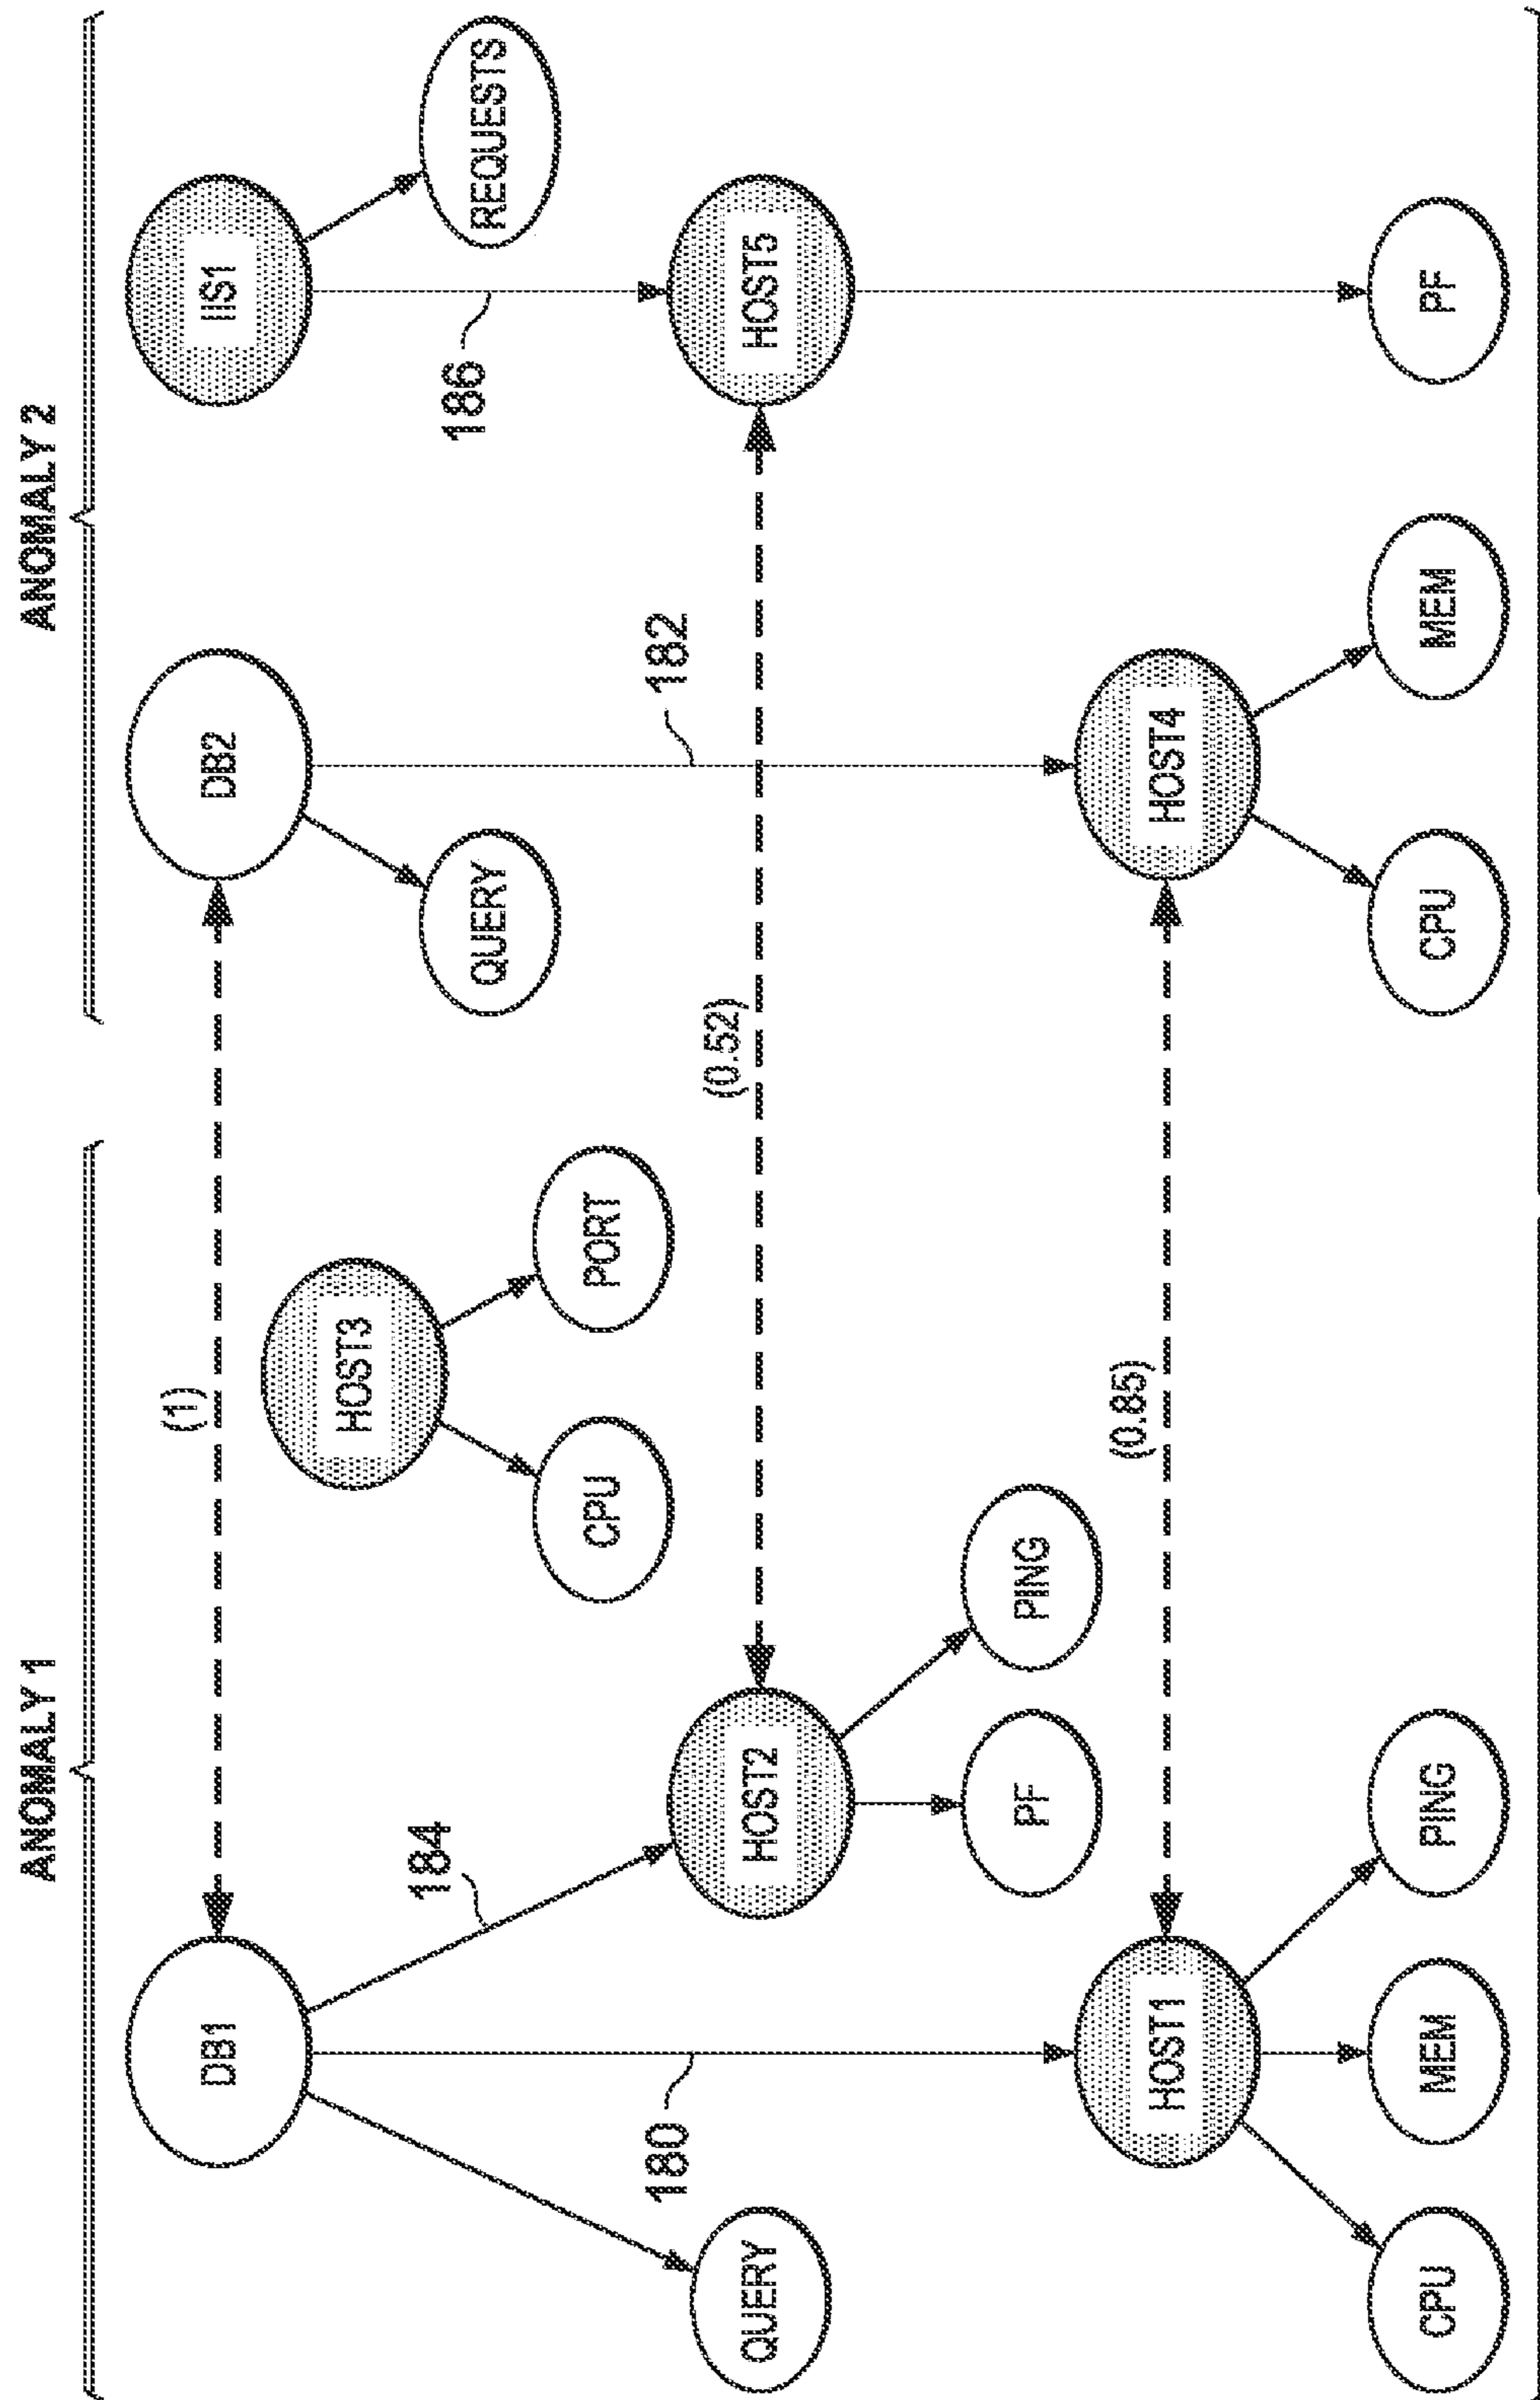 ANOMALY 1
ANOMALY 2
DB1
(1)
DB2
IIS1
HOST3
184
QUERY
186
REQUESTS
CPU
PORT
180
182
QUERY
HOST2
(0.52)
HOST5
PF
PING
HOST1
(0.85)
HOST4
CPU
MEM
PING
CPU
MEM
PF